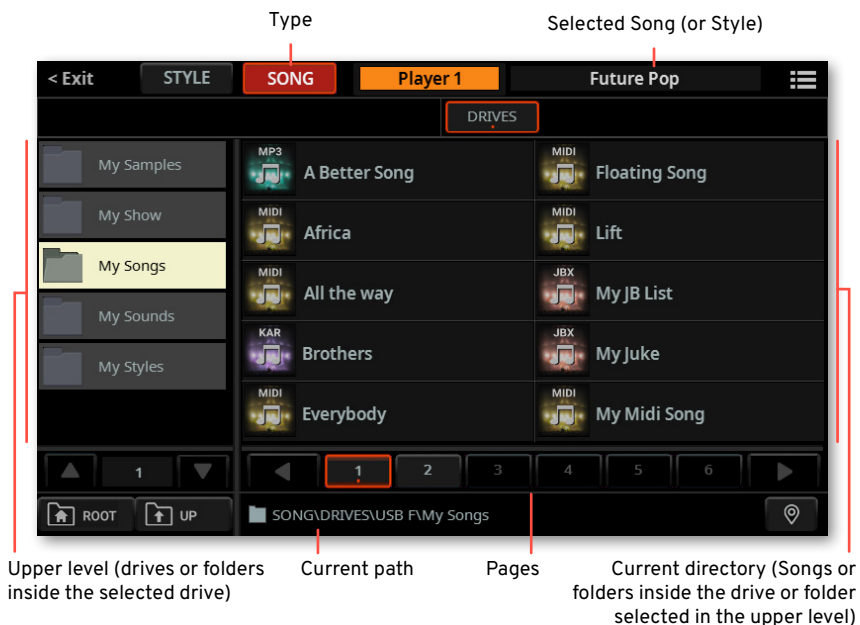 Type
Selected Song (or Style)
< Exit
STYLE
SONG
Player 1
Future Pop
DRIVES
My Samples
My Show
My Songs
My Sounds
My Styles
MP3
A Better Song
MIDI
Floating Song
MIDI
Africa
MIDI
Lift
MIDI
All the way
JBX
My JB List
KAR
Brothers
JBX
My Juke
MIDI
Everybody
MIDI
My Midi Song
1
1
2
3
4
5
6
ROOT
UP
SONG\DRIVES\USB F\My Songs
Upper level (drives or folders
inside the selected drive)
Current path
Pages
Current directory (Songs or
folders inside the drive or folder
selected in the upper level)